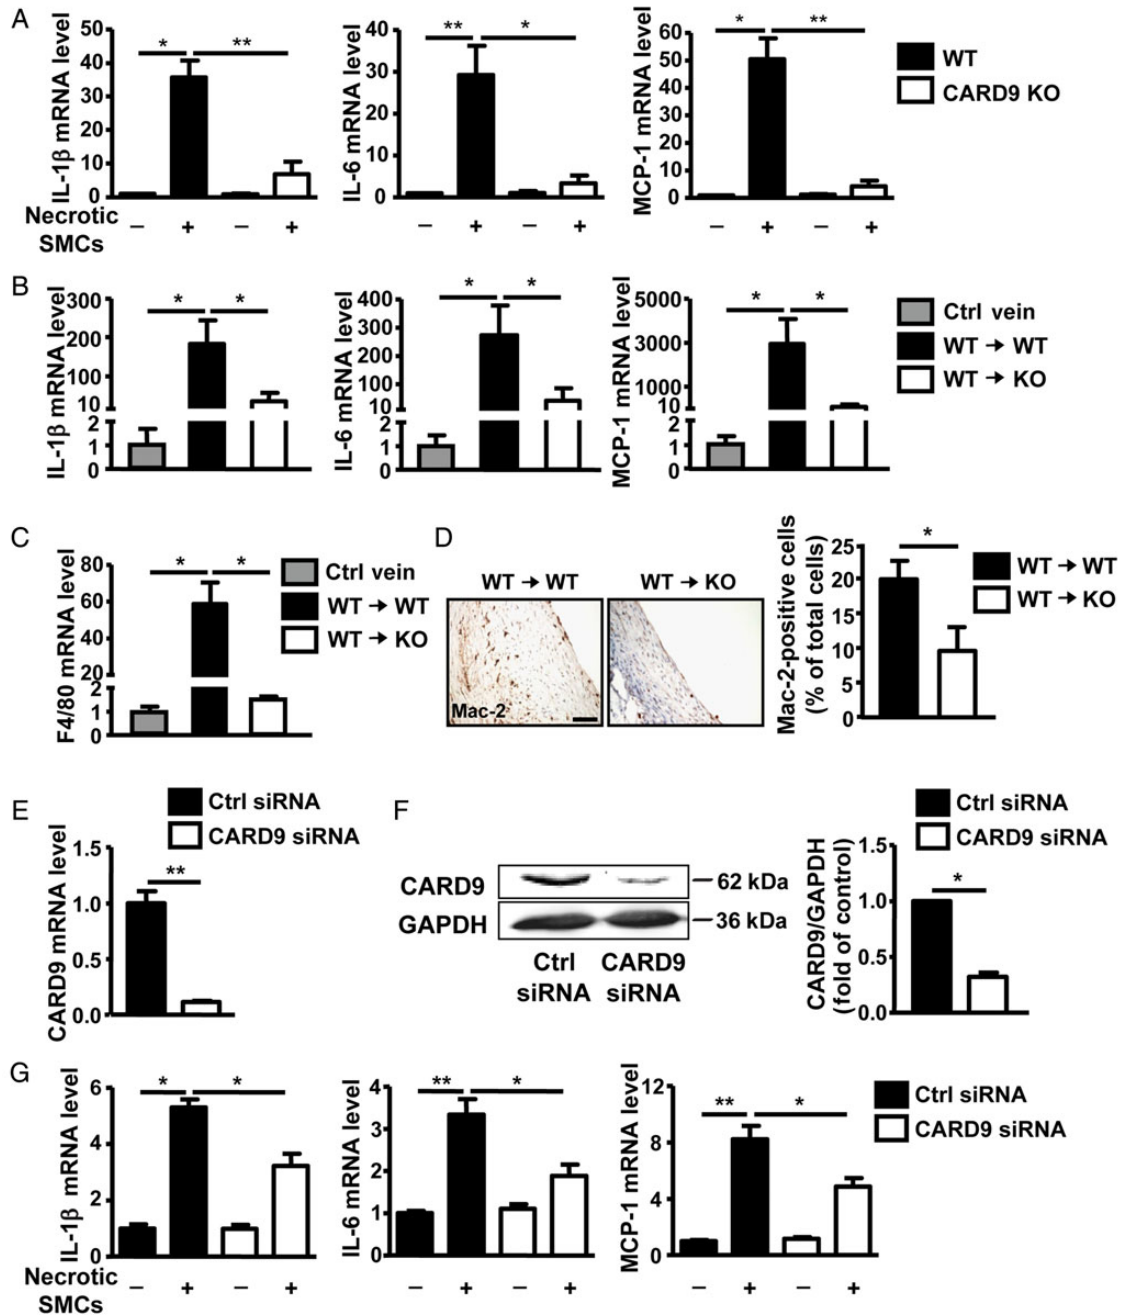 A
IL-1β mRNA level
50
40
30
20
10
0
* **
IL-6 mRNA level
40
30
20
10
0
** *
MCP-1 mRNA level
60
50
40
30
20
10
0
* **
WT
CARD9 KO
Necrotic
SMCs
− + − +
− + − +
− + − +
B
IL-1β mRNA level
300
200
100
10
2
1
0
* *
IL-6 mRNA level
400
300
200
100
10
2
1
0
* *
MCP-1 mRNA level
5000
3000
1000
10
2
1
0
* *
Ctrl vein
WT → WT
WT → KO
C
F4/80 mRNA level
80
60
40
20
2
1
0
* *
Ctrl vein
WT → WT
WT → KO
D
WT → WT
WT → KO
Mac-2
Mac-2-positive cells
(% of total cells)
25
20
15
10
5
0
*
WT → WT
WT → KO
E
Ctrl siRNA
CARD9 siRNA
CARD9 mRNA level
1.5
1.0
0.5
0.0
**
F
CARD9
62 kDa
GAPDH
36 kDa
Ctrl
siRNA
CARD9
siRNA
Ctrl siRNA
CARD9 siRNA
CARD9/GAPDH
(fold of control)
1.5
1.0
0.5
0.0
*
G
IL-1β mRNA level
6
4
2
0
* *
IL-6 mRNA level
4
3
2
1
0
** *
MCP-1 mRNA level
12
8
4
0
** *
Ctrl siRNA
CARD9 siRNA
Necrotic
SMCs
− + − +
− + − +
− + − +